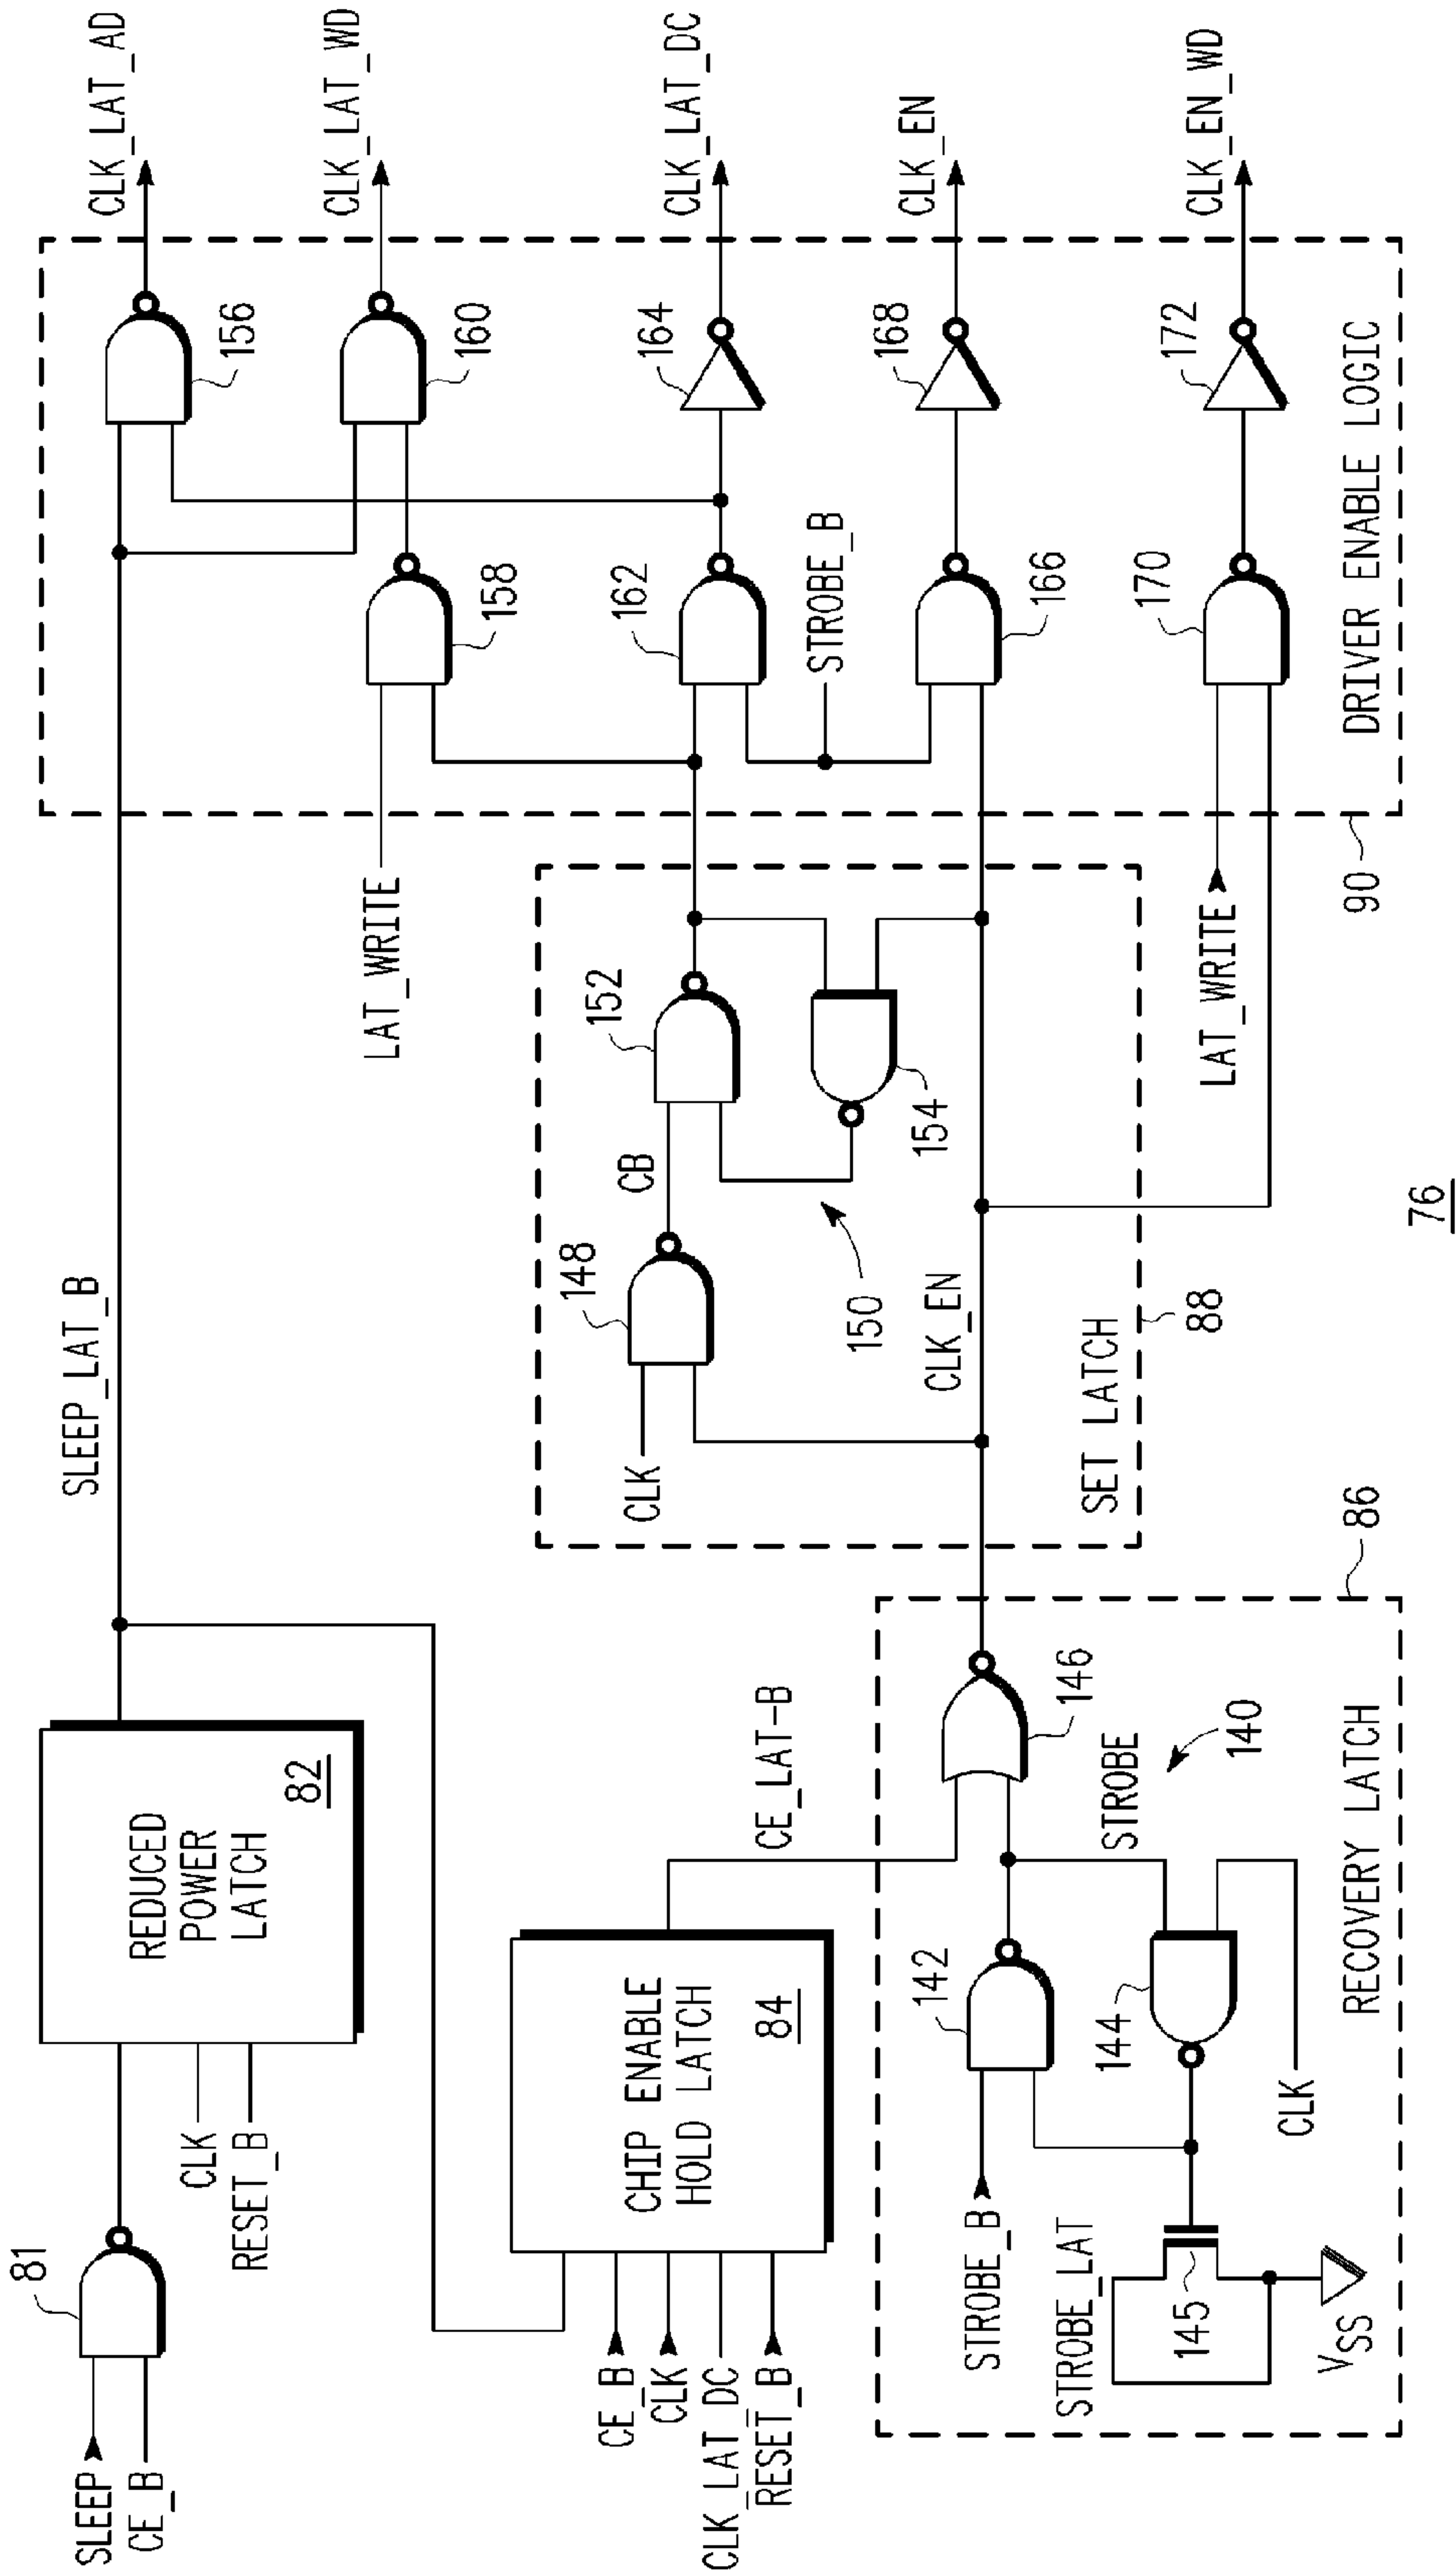 SLEEP
CE_B
81
CLK
RESET_B
REDUCED
POWER
LATCH
82
SLEEP_LAT_B
CE_B
CLK
CLK_LAT_DC
RESET_B
CHIP ENABLE
HOLD LATCH
84
CE_LAT-B
STROBE_B
STROBE_LAT
145
VSS
142
144
CLK
STROBE
146
140
RECOVERY LATCH
86
CLK
148
CB
152
154
150
CLK_EN
SET LATCH
88
LAT_WRITE
LAT_WRITE
158
162
STROBE_B
166
170
156
160
164
168
172
DRIVER ENABLE LOGIC
90
CLK_LAT_AD
CLK_LAT_WD
CLK_LAT_DC
CLK_EN
CLK_EN_WD
76